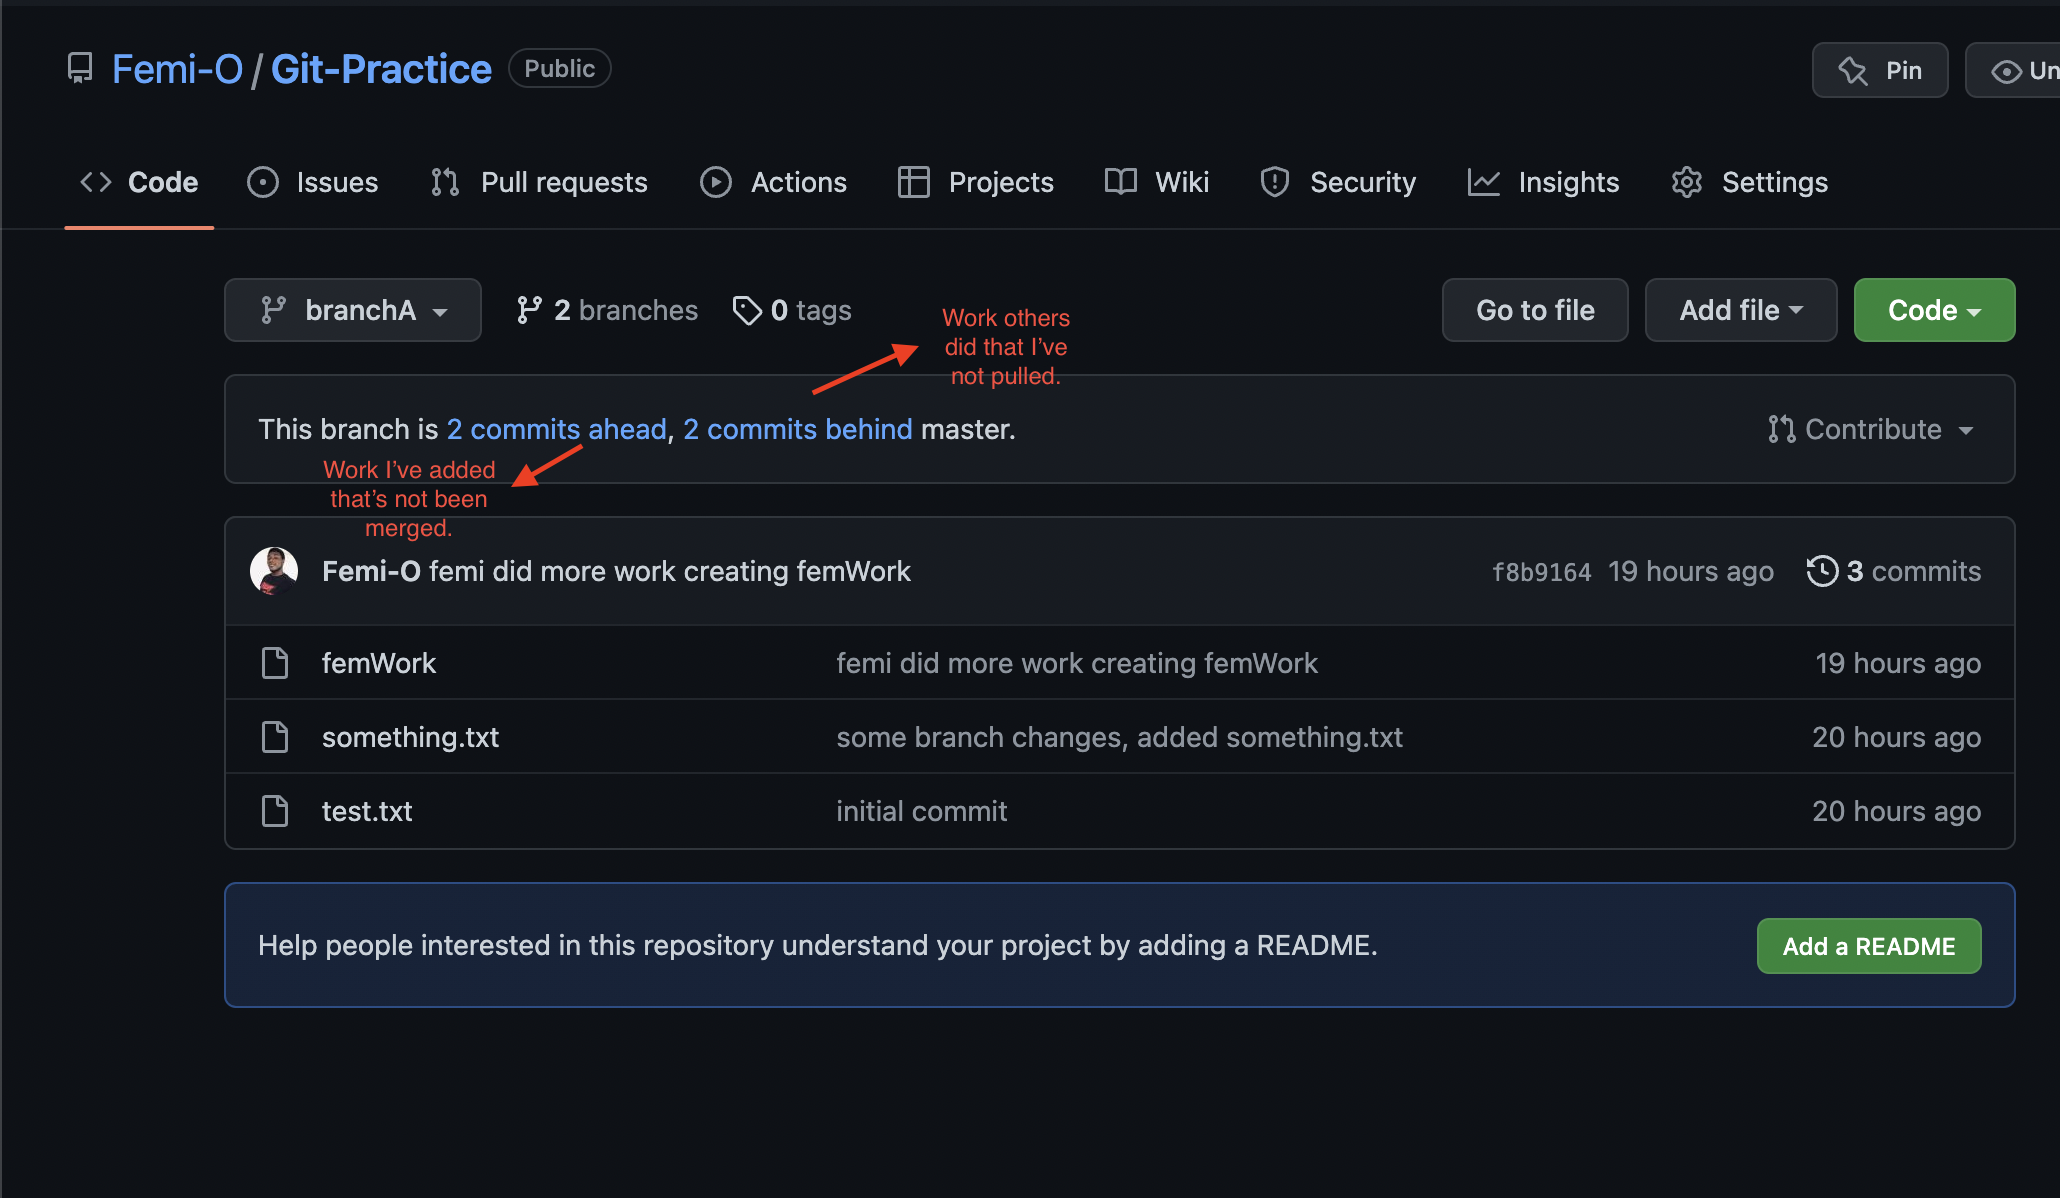 Femi-O / Git-Practice Public
Pin
Un
Code
Issues
Pull requests
Actions
Projects
Wiki
Security
Insights
Settings
branchA
2 branches
0 tags
Go to file
Add file
Code
Work others
did that I've
not pulled.
This branch is 2 commits ahead, 2 commits behind master.
Contribute
Work I've added
that's not been
merged.
Femi-O femi did more work creating femWork
f8b9164 19 hours ago
3 commits
femWork
femi did more work creating femWork
19 hours ago
something.txt
some branch changes, added something.txt
20 hours ago
test.txt
initial commit
20 hours ago
Help people interested in this repository understand your project by adding a README.
Add a README